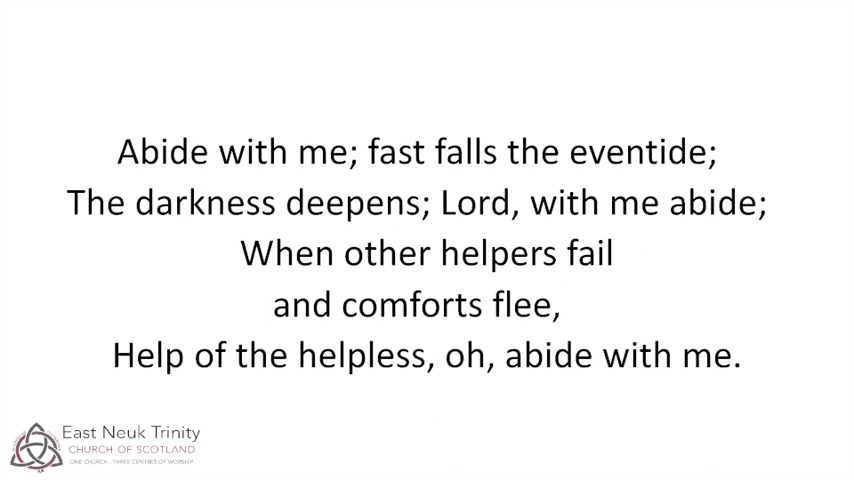 Abide with me; fast falls the eventide;
The darkness deepens; Lord, with me abide;
When other helpers fail
and comforts flee,
Help of the helpless, oh, abide with me.
East Neuk Trinity
CHURCH OF SCOTLAND
ONE CHURCH - THREE CENTRES OF WORSHIP